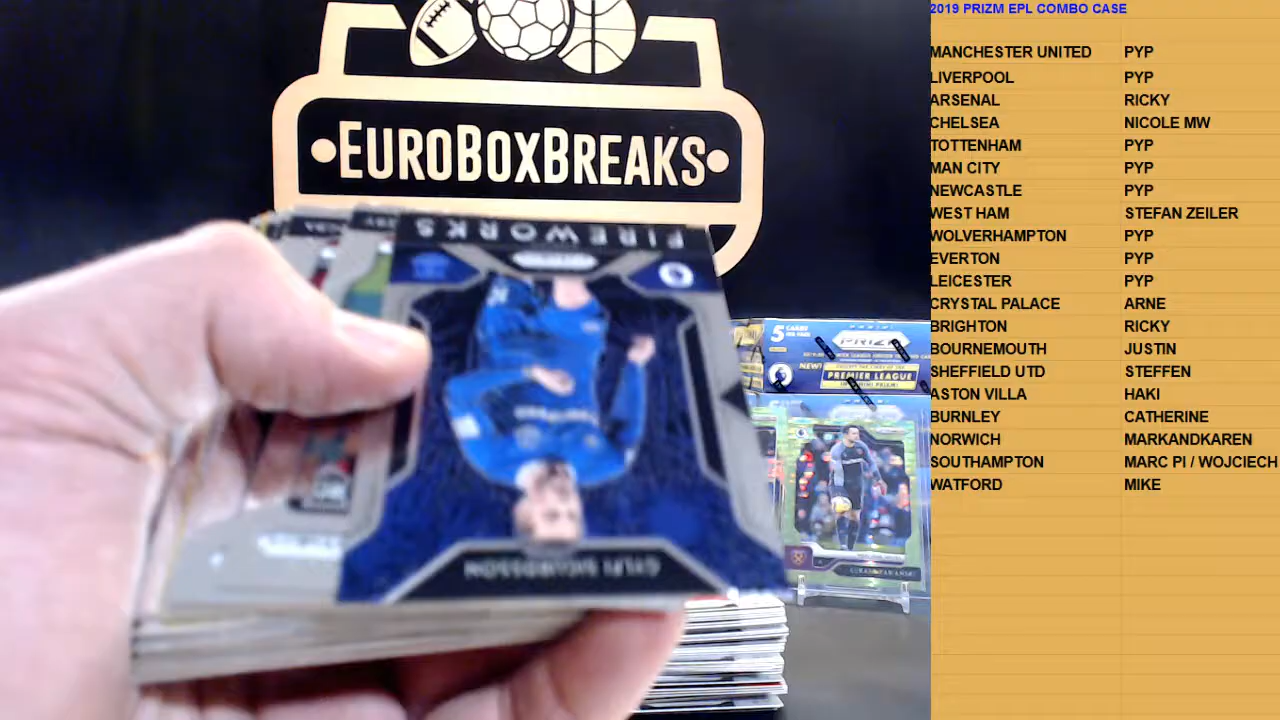 EUROBOXBREAKS
FIREWORKS
GYLFI SIGURDSSON
5 CARDS
PRIZM
NEW!
PREMIER LEAGUE
2019 PRIZM EPL COMBO CASE
MANCHESTER UNITED PYP
LIVERPOOL PYP
ARSENAL RICKY
CHELSEA NICOLE MW
TOTTENHAM PYP
MAN CITY PYP
NEWCASTLE PYP
WEST HAM STEFAN ZEILER
WOLVERHAMPTON PYP
EVERTON PYP
LEICESTER PYP
CRYSTAL PALACE ARNE
BRIGHTON RICKY
BOURNEMOUTH JUSTIN
SHEFFIELD UTD STEFFEN
ASTON VILLA HAKI
BURNLEY CATHERINE
NORWICH MARKANDKAREN
SOUTHAMPTON MARC PI / WOJCIECH
WATFORD MIKE